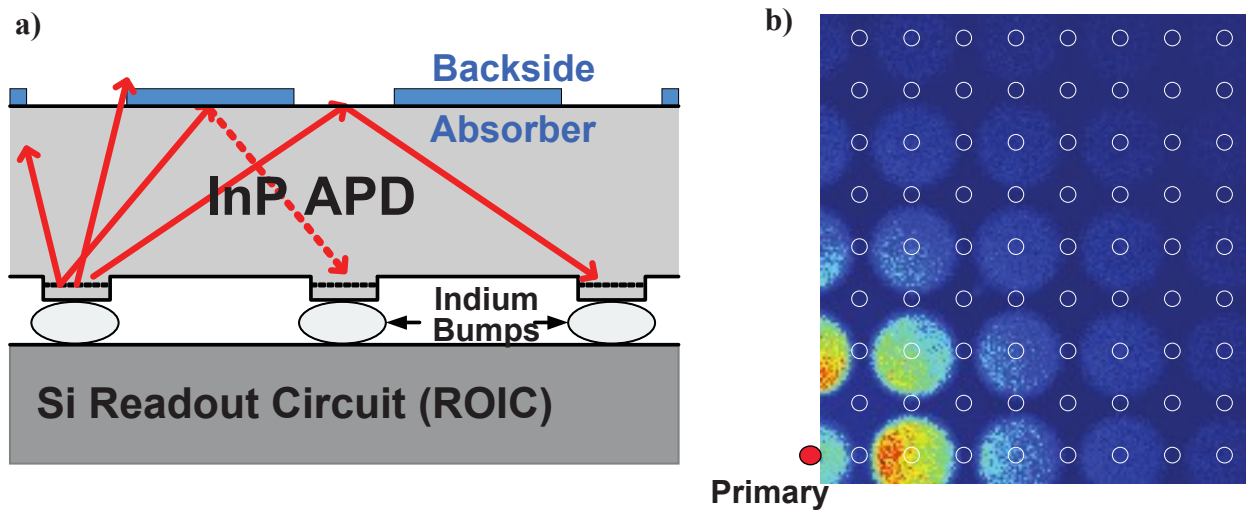 a)
Backside
Absorber
InP APD
Indium
Bumps
Si Readout Circuit (ROIC)
b)
Primary